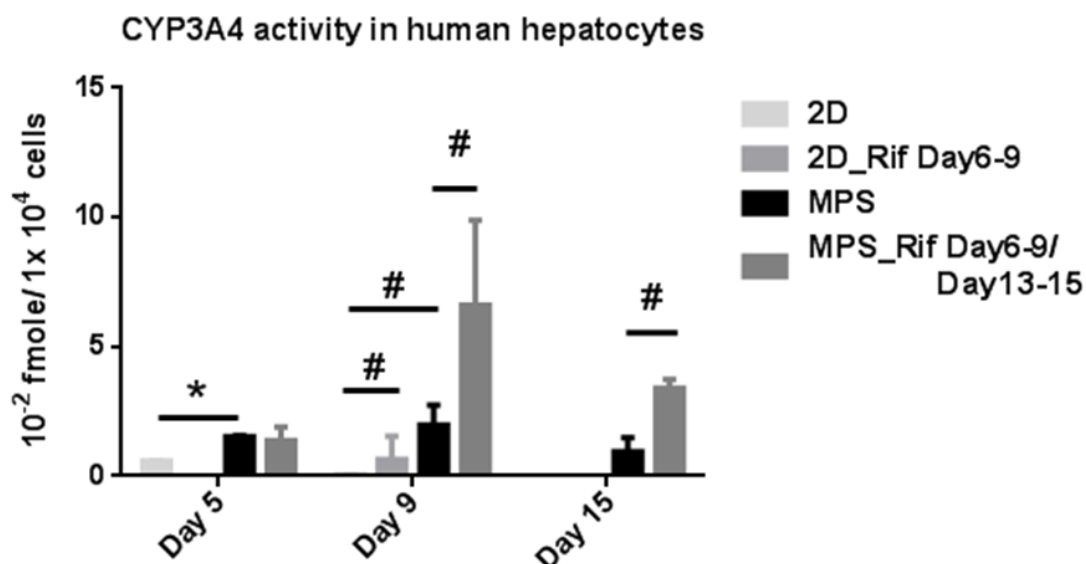 CYP3A4 activity in human hepatocytes
10⁻² fmole/ 1x 10⁴ cells
15
10
5
0
*
#
#
#
#
Day 5
Day 9
Day 15
2D
2D_Rif Day6-9
MPS
MPS_Rif Day6-9/
Day13-15